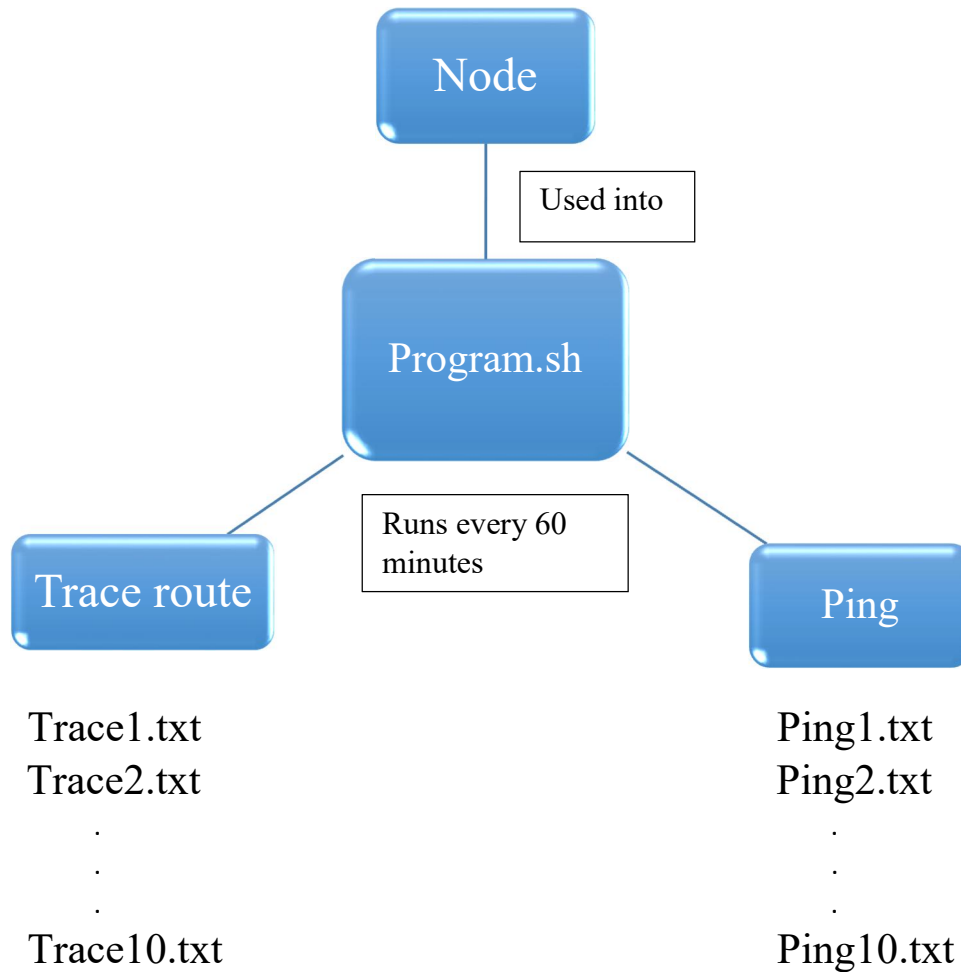 Node
Used into
Program.sh
Runs every 60
minutes
Trace route
Ping
Trace1.txt
Trace2.txt
.
.
.
Trace10.txt
Ping1.txt
Ping2.txt
.
.
.
Ping10.txt